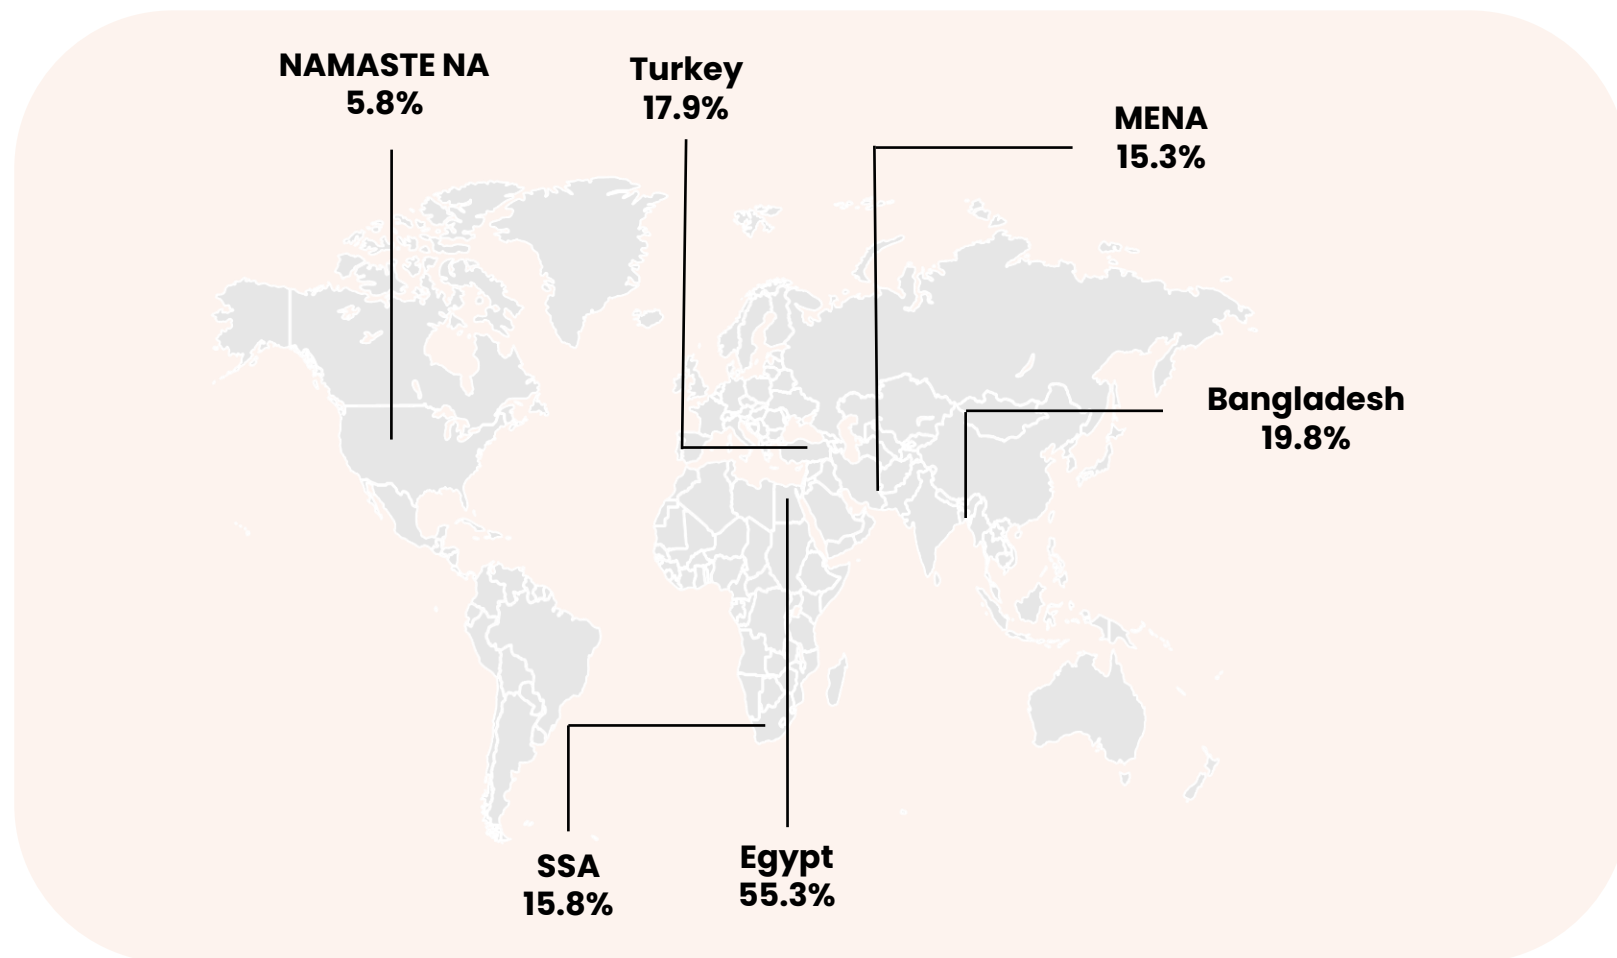 NAMASTE NA
5.8%
Turkey
17.9%
MENA
15.3%
Bangladesh
19.8%
SSA
15.8%
Egypt
55.3%